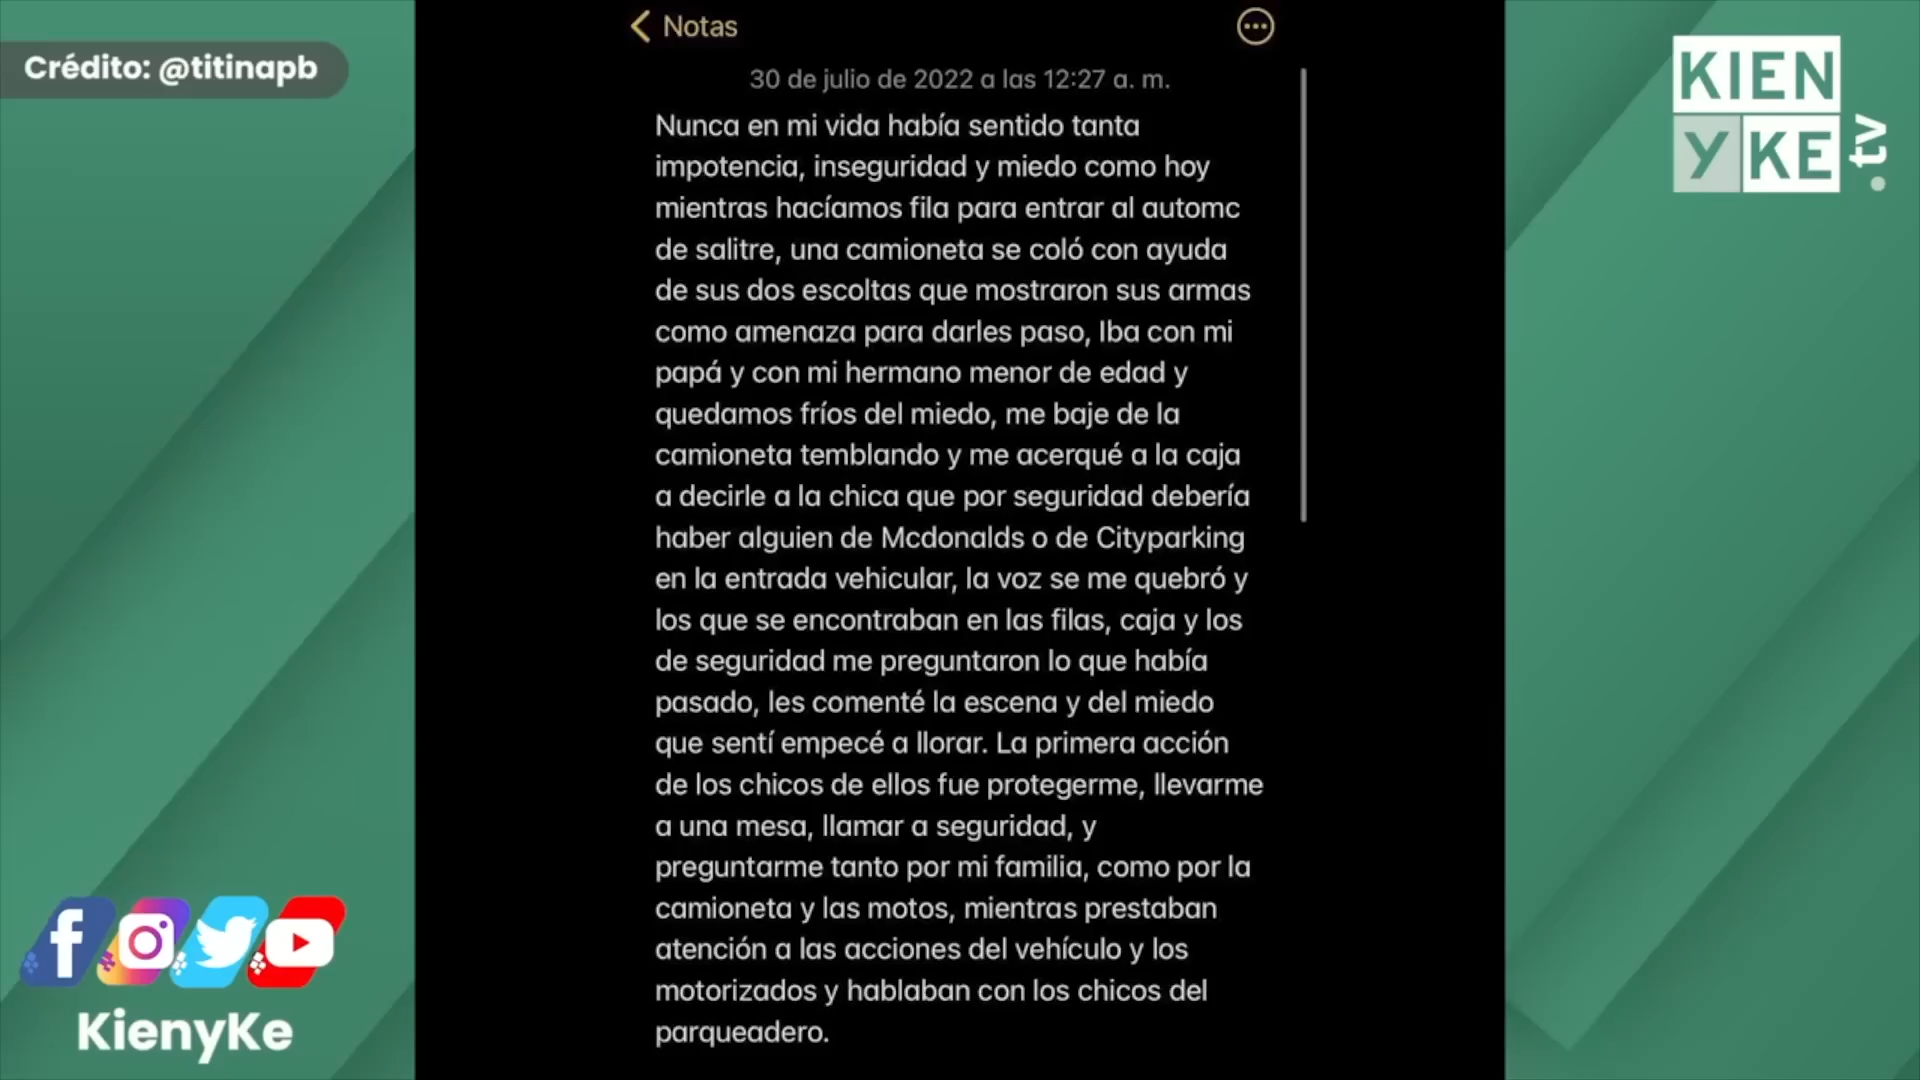 Crédito: @titinapb
Notas
30 de julio de 2022 a las 12:27 a. m.
Nunca en mi vida había sentido tanta
impotencia, inseguridad y miedo como hoy
mientras hacíamos fila para entrar al automc
de salitre, una camioneta se coló con ayuda
de sus dos escoltas que mostraron sus armas
como amenaza para darles paso, Iba con mi
papá y con mi hermano menor de edad y
quedamos fríos del miedo, me baje de la
camioneta temblando y me acerqué a la caja
a decirle a la chica que por seguridad debería
haber alguien de Mcdonalds o de Cityparking
en la entrada vehicular, la voz se me quebró y
los que se encontraban en las filas, caja y los
de seguridad me preguntaron lo que había
pasado, les comenté la escena y del miedo
que sentí empecé a llorar. La primera acción
de los chicos de ellos fue protegerme, llevarme
a una mesa, llamar a seguridad, y
preguntarme tanto por mi familia, como por la
camioneta y las motos, mientras prestaban
atención a las acciones del vehículo y los
motorizados y hablaban con los chicos del
parqueadero.
KIEN
YKE
.tv
KienyKe